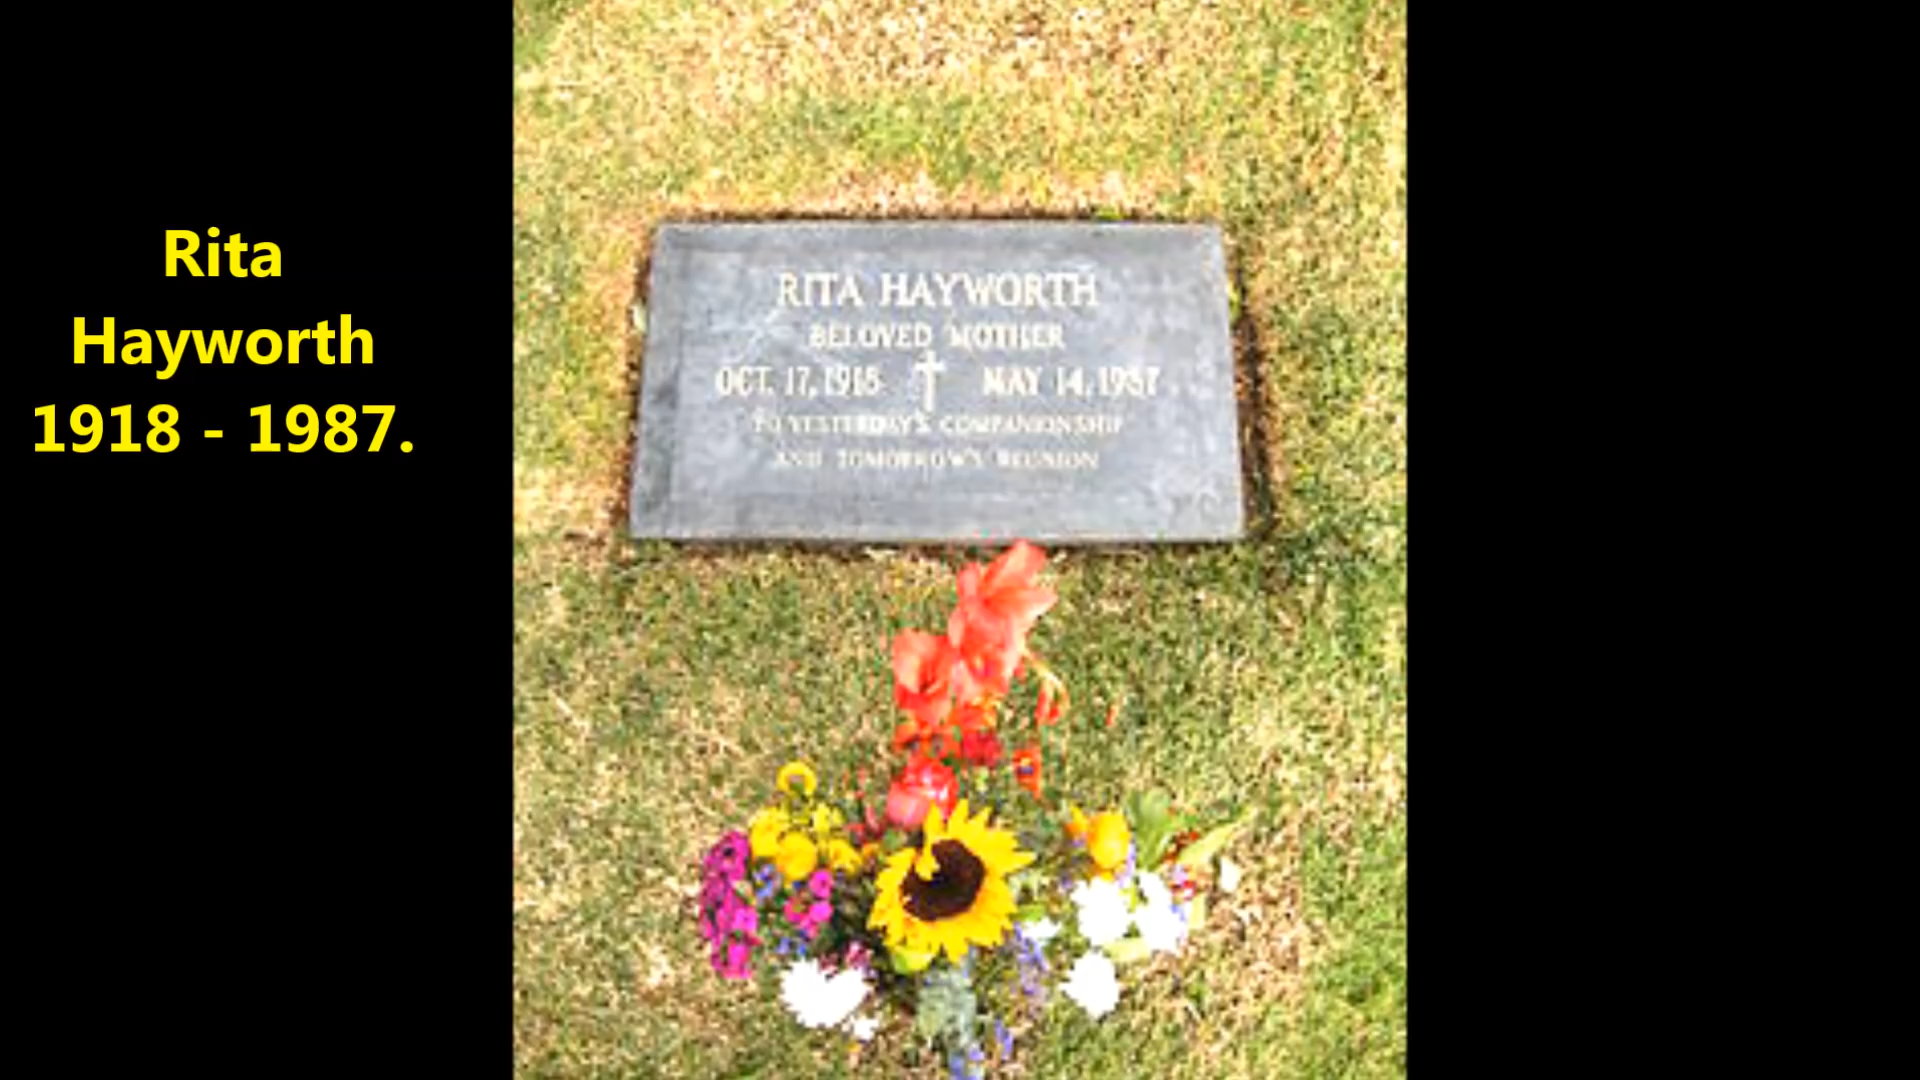 Rita
Hayworth
1918 - 1987.
RITA HAYWORTH
BELOVED MOTHER
OCT. 17, 1918 MAY 14, 1987
TO YESTERDAY'S COMPANIONSHIP
AND TOMORROW'S REUNION